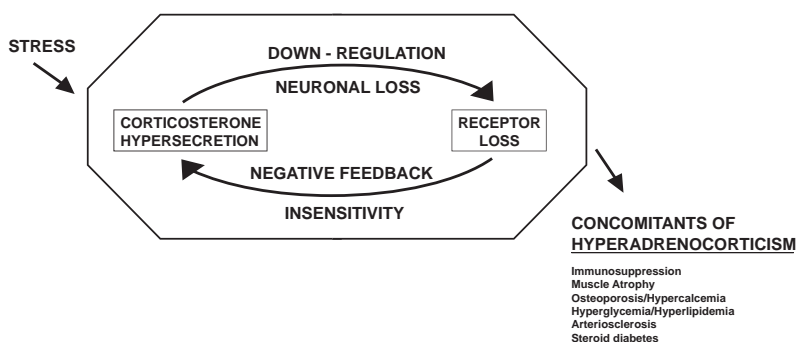 STRESS
DOWN - REGULATION
NEURONAL LOSS
CORTICOSTERONE
HYPERSECRETION
RECEPTOR
LOSS
NEGATIVE FEEDBACK
INSENSITIVITY
CONCOMITANTS OF
HYPERADRENOCORTICISM
Immunosuppression
Muscle Atrophy
Osteoporosis/Hypercalcemia
Hyperglycemia/Hyperlipidemia
Arteriosclerosis
Steroid diabetes